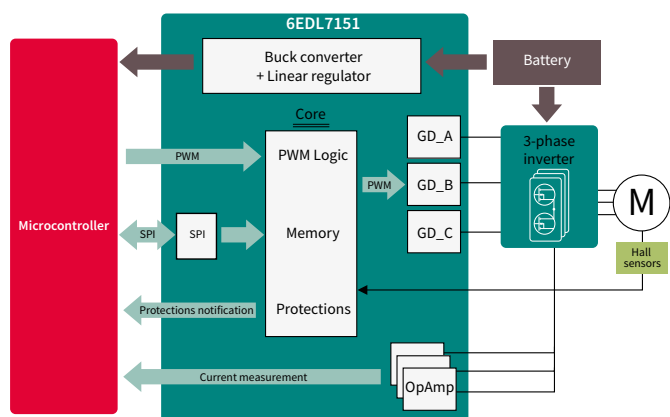 6EDL7151
Buck converter
+ Linear regulator
Battery
Core
PWM
PWM Logic
PWM
GD_A
GD_B
GD_C
3-phase
inverter
M
Hall
sensors
Microcontroller
SPI
SPI
Memory
Protections notification
Protections
Current measurement
OpAmp